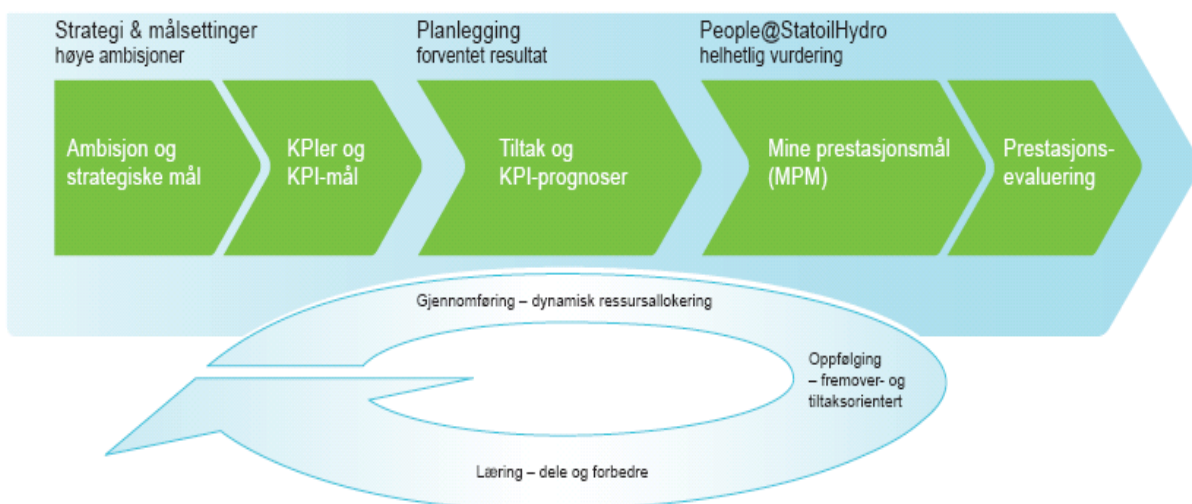 Strategi & målsettinger
høye ambisjoner
Planlegging
forventet resultat
People@StatoilHydro
helhetlig vurdering
Ambisjon og
strategiske mål
KPIer og
KPI-mål
Tiltak og
KPI-prognoser
Mine prestasjonsmål
(MPM)
Prestasjons-
evaluering
Gjennomføring – dynamisk ressursallokering
Oppfølging
– fremover- og
tiltaksorientert
Læring – dele og forbedre